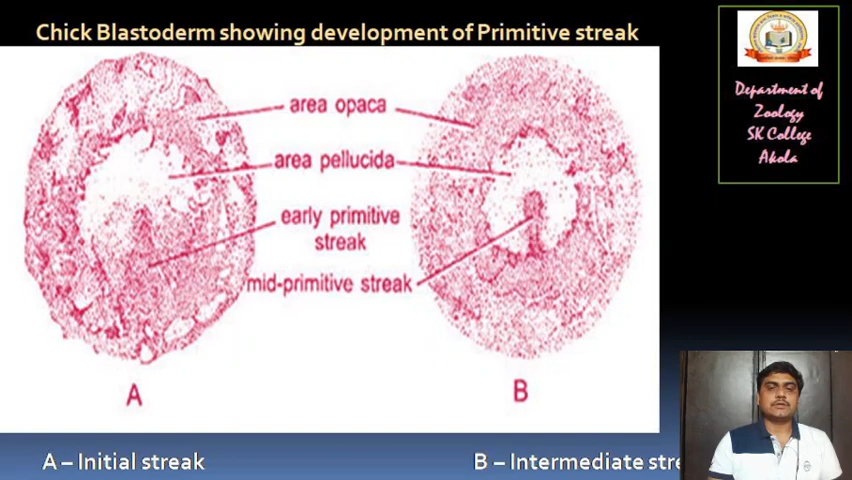 Chick Blastoderm showing development of Primitive streak
Department of
Zoology
SK College
Akola
area opaca
area pellucida
early primitive
streak
mid-primitive streak
A
B
A – Initial streak
B – Intermediate stre